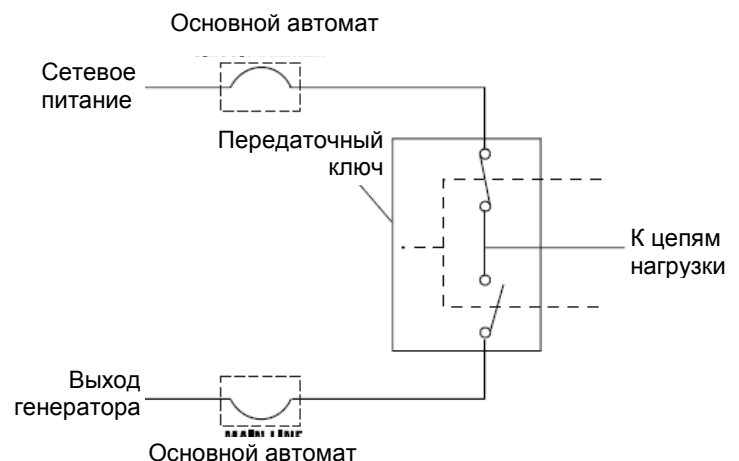 Основной автомат
Сетевое
питание
Передаточный
ключ
К цепям
нагрузки
Выход
генератора
Основной автомат